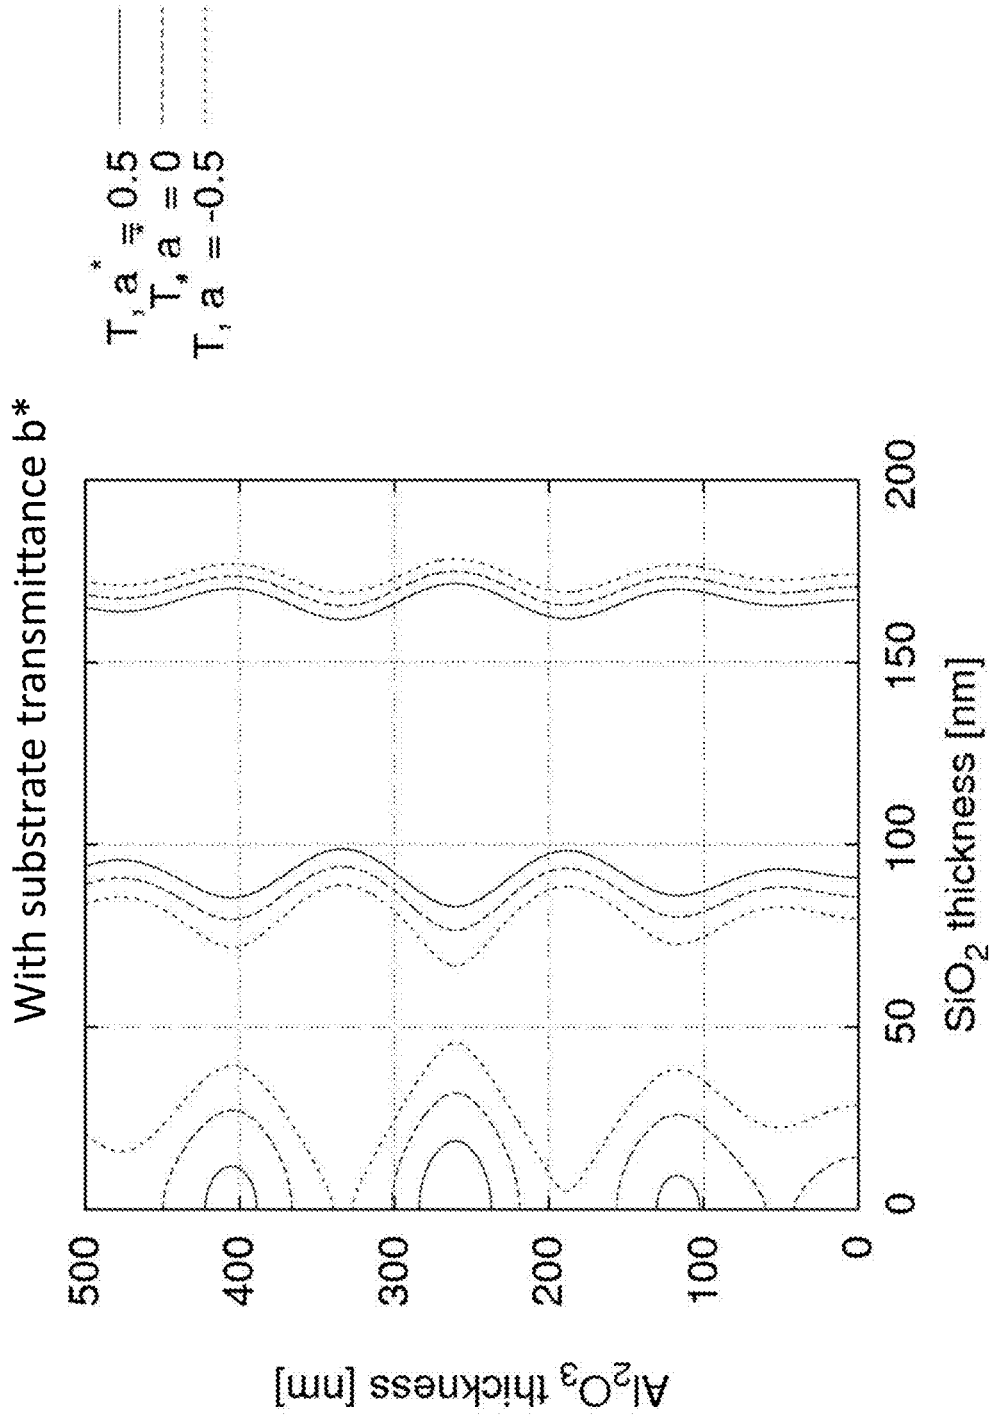 With substrate transmittance b*
T, a* = 0.5
T, a = 0
T, a = -0.5
500
400
300
200
100
0
Al2O3 thickness [nm]
0
50
100
150
200
SiO2 thickness [nm]